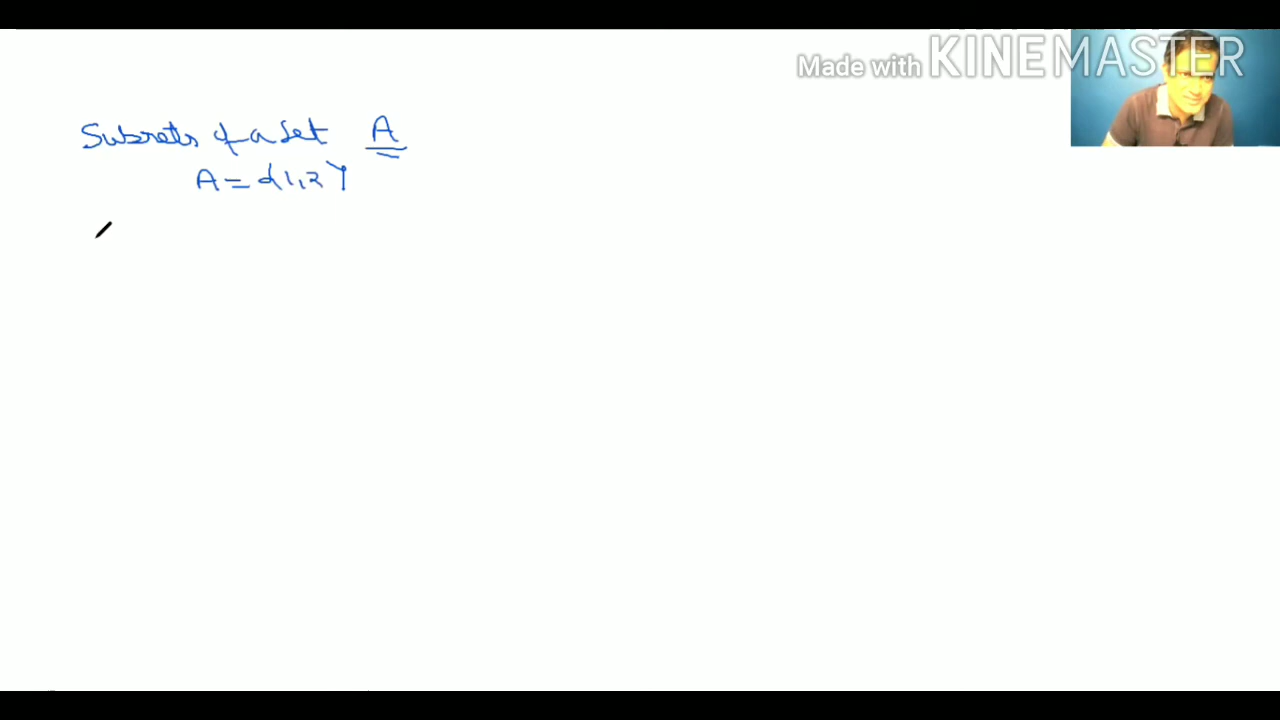 Made with KINEMASTER
Subsets of a set A
A = {1,2}